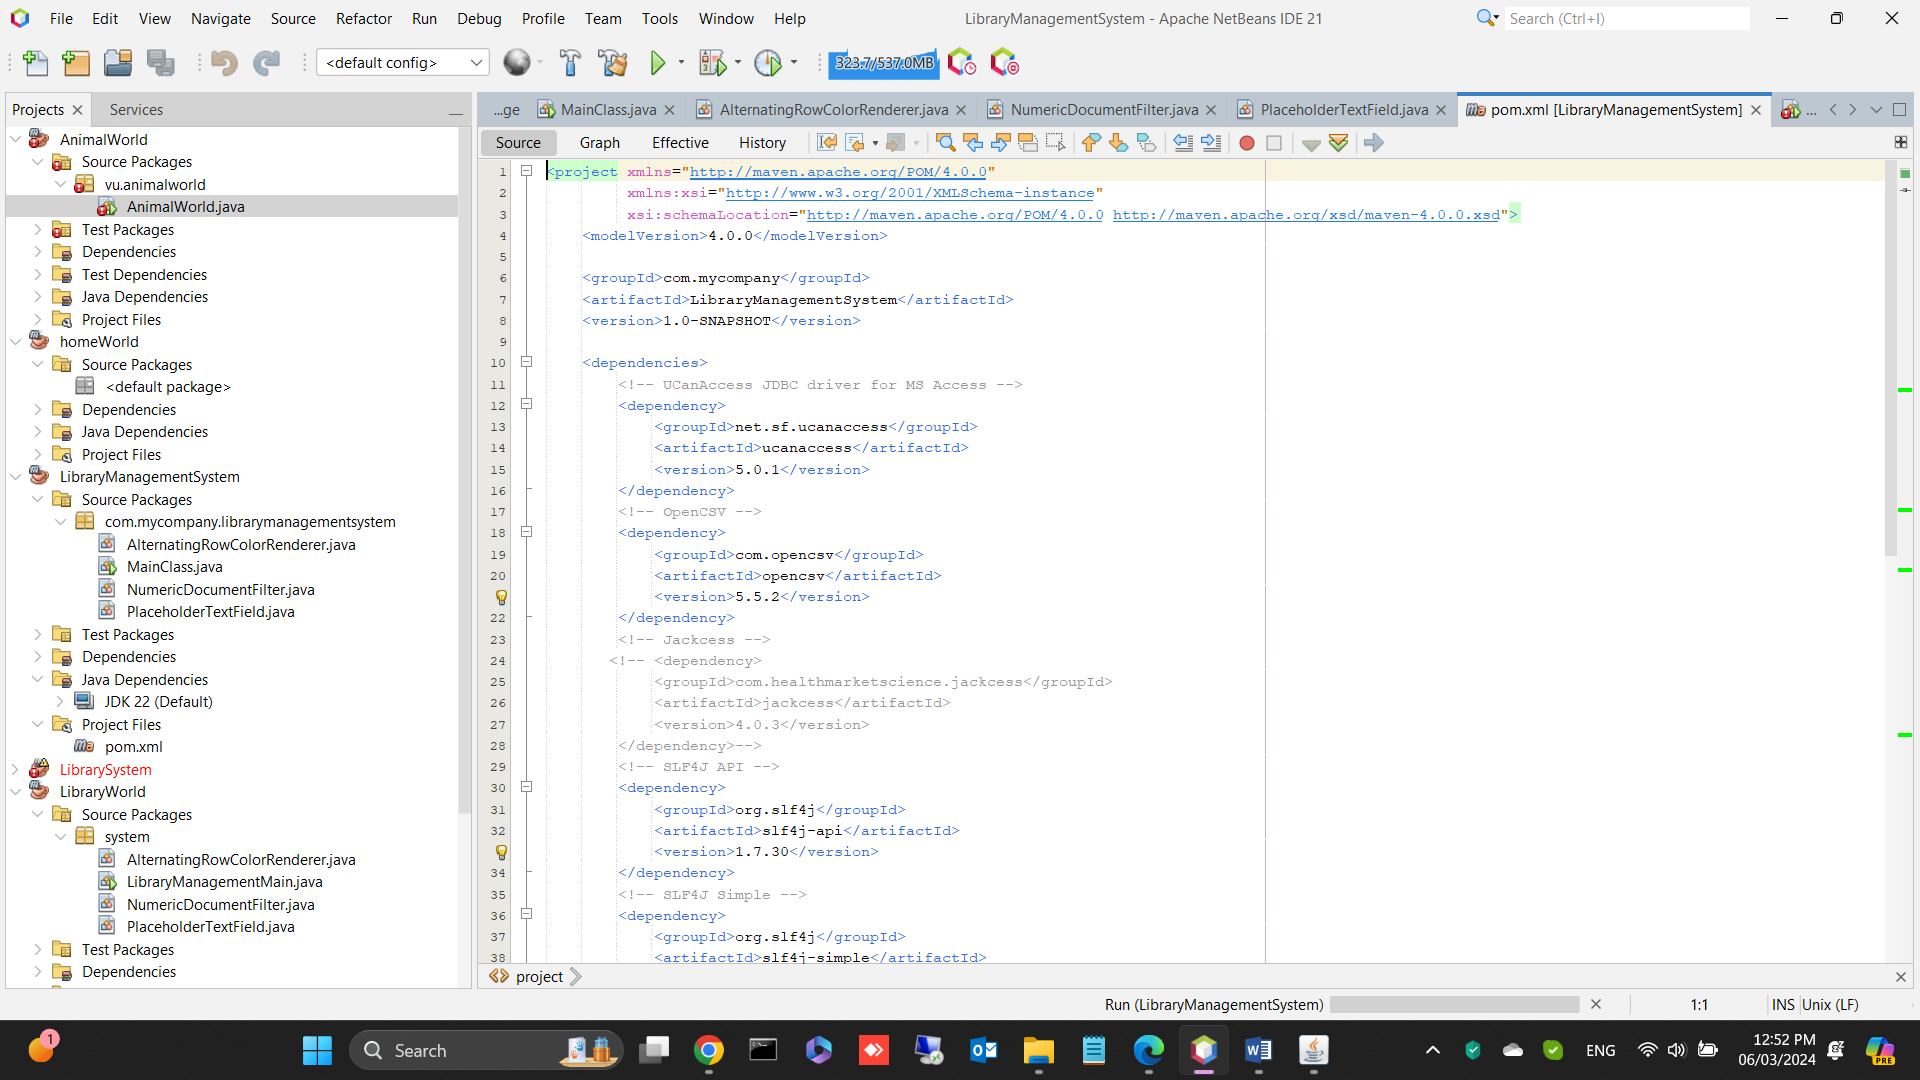 File Edit View Navigate Source Refactor Run Debug Profile Team Tools Window Help
LibraryManagementSystem - Apache NetBeans IDE 21
Search (Ctrl+I)
<default config>
323.7/537.0MB
Projects
Services
...ge
MainClass.java
AlternatingRowColorRenderer.java
NumericDocumentFilter.java
PlaceholderTextField.java
pom.xml [LibraryManagementSystem]
...
Source Graph Effective History
AnimalWorld
Source Packages
vu.animalworld
AnimalWorld.java
Test Packages
Dependencies
Test Dependencies
Java Dependencies
Project Files
homeWorld
Source Packages
<default package>
Dependencies
Java Dependencies
Project Files
LibraryManagementSystem
Source Packages
com.mycompany.librarymanagementsystem
AlternatingRowColorRenderer.java
MainClass.java
NumericDocumentFilter.java
PlaceholderTextField.java
Test Packages
Dependencies
Java Dependencies
JDK 22 (Default)
Project Files
pom.xml
LibrarySystem
LibraryWorld
Source Packages
system
AlternatingRowColorRenderer.java
LibraryManagementMain.java
NumericDocumentFilter.java
PlaceholderTextField.java
Test Packages
Dependencies
1 <project xmlns="http://maven.apache.org/POM/4.0.0"
2 xmlns:xsi="http://www.w3.org/2001/XMLSchema-instance"
3 xsi:schemaLocation="http://maven.apache.org/POM/4.0.0 http://maven.apache.org/xsd/maven-4.0.0.xsd">
4 <modelVersion>4.0.0</modelVersion>
5
6 <groupId>com.mycompany</groupId>
7 <artifactId>LibraryManagementSystem</artifactId>
8 <version>1.0-SNAPSHOT</version>
9
10 <dependencies>
11 <!-- UCanAccess JDBC driver for MS Access -->
12 <dependency>
13 <groupId>net.sf.ucanaccess</groupId>
14 <artifactId>ucanaccess</artifactId>
15 <version>5.0.1</version>
16 </dependency>
17 <!-- OpenCSV -->
18 <dependency>
19 <groupId>com.opencsv</groupId>
20 <artifactId>opencsv</artifactId>
<version>5.5.2</version>
22 </dependency>
23 <!-- Jackcess -->
24 <!-- <dependency>
25 <groupId>com.healthmarketscience.jackcess</groupId>
26 <artifactId>jackcess</artifactId>
27 <version>4.0.3</version>
28 </dependency>-->
29 <!-- SLF4J API -->
30 <dependency>
31 <groupId>org.slf4j</groupId>
32 <artifactId>slf4j-api</artifactId>
<version>1.7.30</version>
34 </dependency>
35 <!-- SLF4J Simple -->
36 <dependency>
37 <groupId>org.slf4j</groupId>
38 <artifactId>slf4j-simple</artifactId>
project
Run (LibraryManagementSystem)
1:1
INS
Unix (LF)
1
Search
ENG
12:52 PM
06/03/2024
PRE